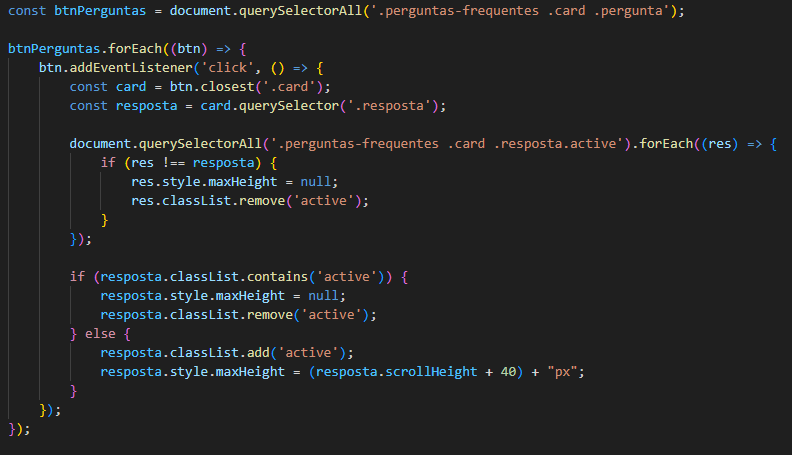 const btnPerguntas = document.querySelectorAll('.perguntas-frequentes .card .pergunta');

btnPerguntas.forEach((btn) => {
    btn.addEventListener('click', () => {
        const card = btn.closest('.card');
        const resposta = card.querySelector('.resposta');

        document.querySelectorAll('.perguntas-frequentes .card .resposta.active').forEach((res) => {
            if (res !== resposta) {
                res.style.maxHeight = null;
                res.classList.remove('active');
            }
        });

        if (resposta.classList.contains('active')) {
            resposta.style.maxHeight = null;
            resposta.classList.remove('active');
        } else {
            resposta.classList.add('active');
            resposta.style.maxHeight = (resposta.scrollHeight + 40) + "px";
        }
    });
});